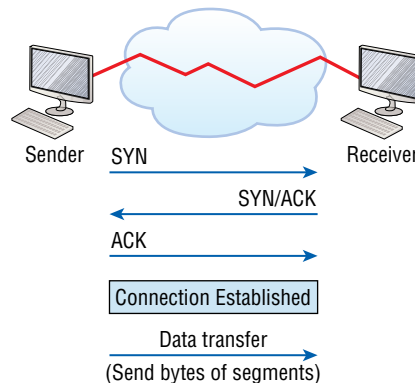 Sender
Receiver
SYN
SYN/ACK
ACK
Connection Established
Data transfer
(Send bytes of segments)